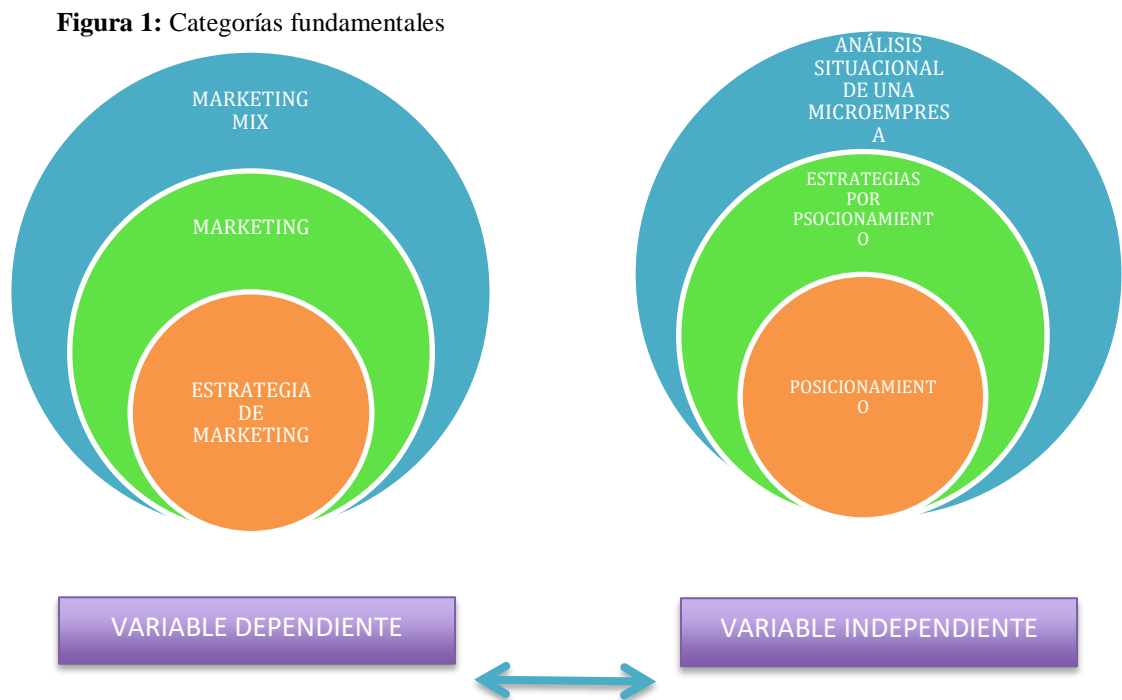 Figura 1: Categorías fundamentales
MARKETING
MIX
MARKETING
ESTRATEGIA
DE
MARKETING
ANÁLISIS
SITUACIONAL
DE UNA
MICROEMPRES
A
ESTRATEGIAS
POR
PSOCIONAMIENT
O
POSICIONAMIENT
O
VARIABLE DEPENDIENTE
VARIABLE INDEPENDIENTE